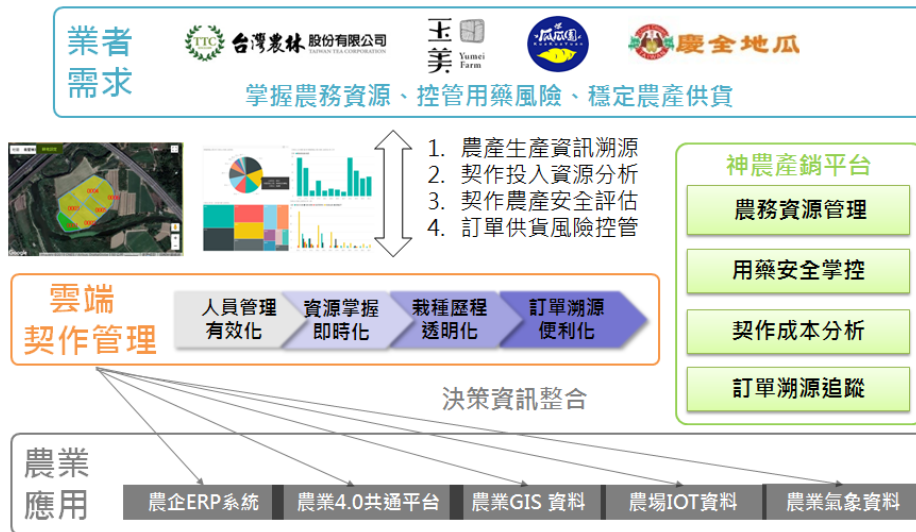 業者
需求
TTC
台灣農林 股份有限公司
TAIWAN TEA CORPORATION
玉美
Yumei
Farm
瓜瓜園
慶全地瓜
掌握農務資源、控管用藥風險、穩定農產供貨
1. 農產生產資訊溯源
2. 契作投入資源分析
3. 契作農產安全評估
4. 訂單供貨風險控管
神農產銷平台
農務資源管理
用藥安全掌控
契作成本分析
訂單溯源追蹤
雲端
契作管理
人員管理
有效化
資源掌握
即時化
栽種歷程
透明化
訂單溯源
便利化
決策資訊整合
農業
應用
農企ERP系統
農業4.0共通平台
農業GIS 資料
農場IOT資料
農業氣象資料